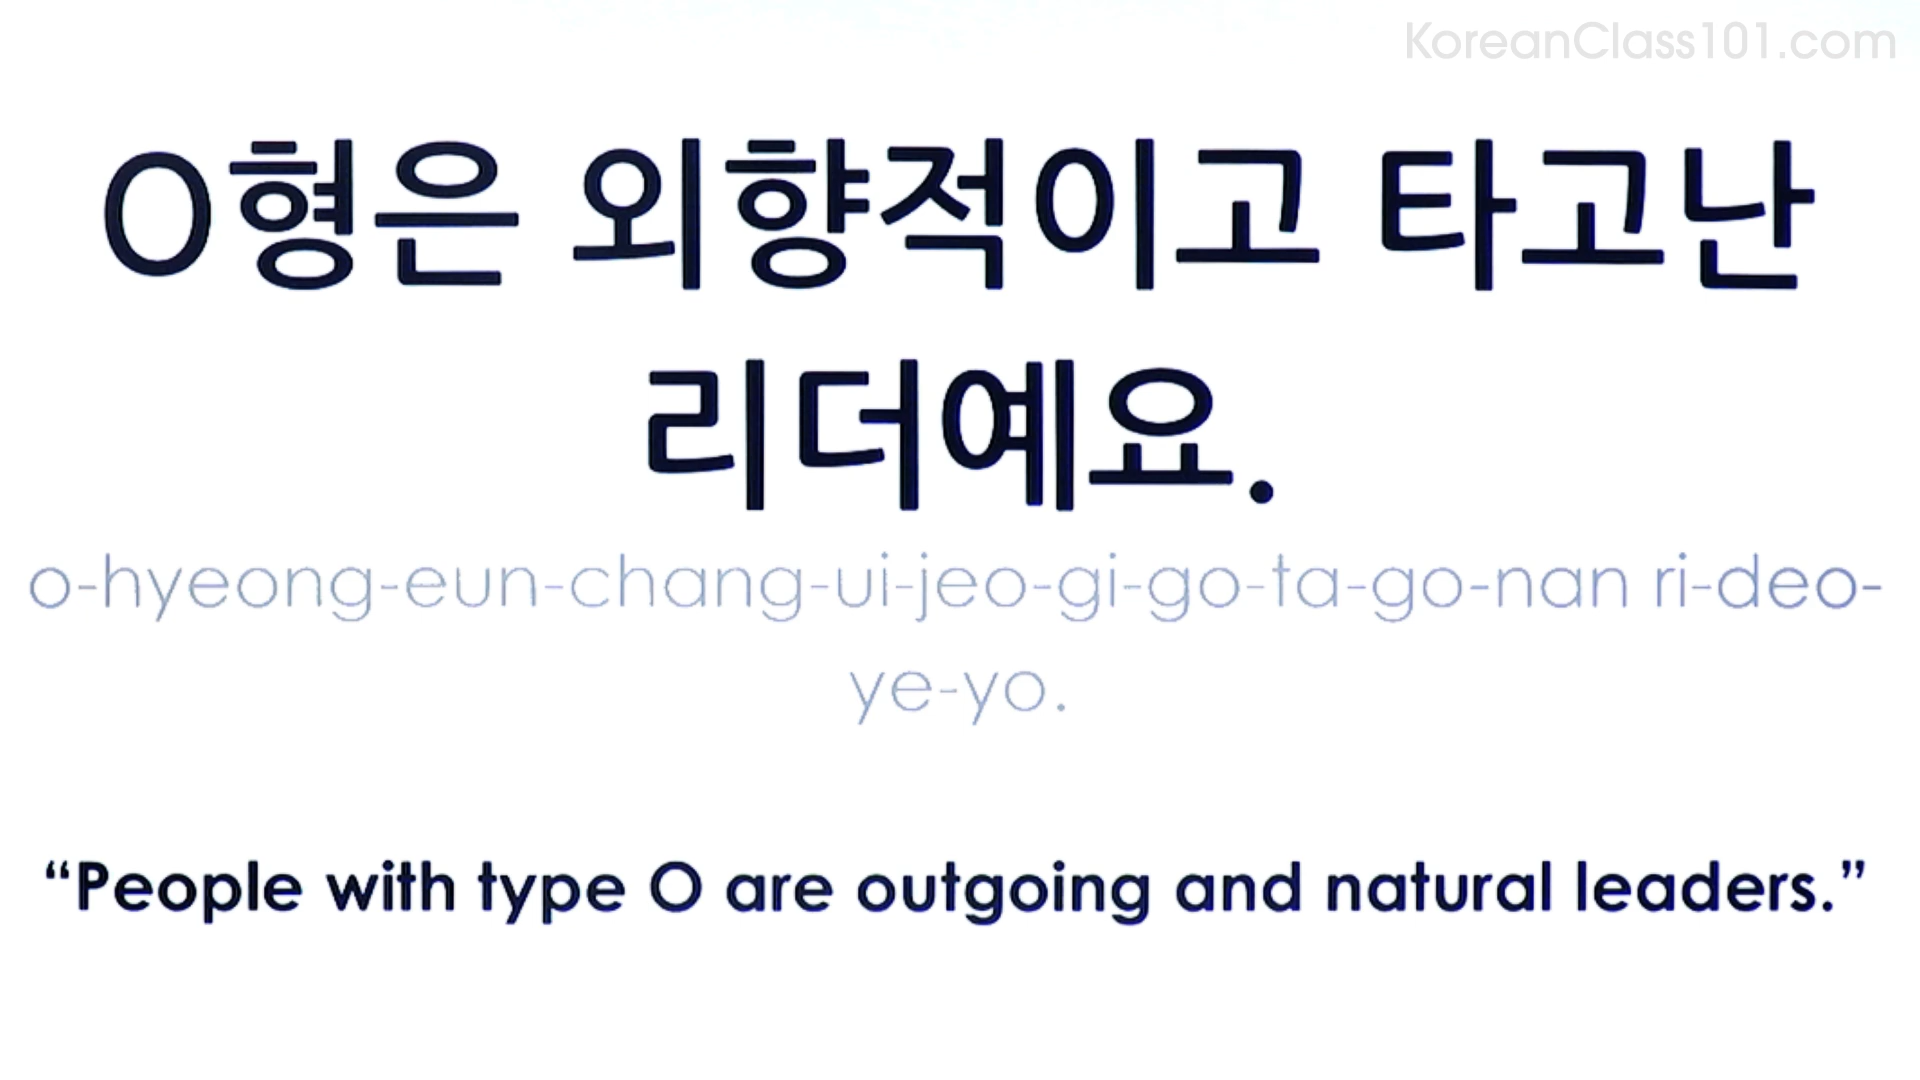 KoreanClass101.com
O형은 외향적이고 타고난
리더예요.
o-hyeong-eun-chang-ui-jeo-gi-go-ta-go-nan ri-deo-
ye-yo.
“People with type O are outgoing and natural leaders.”